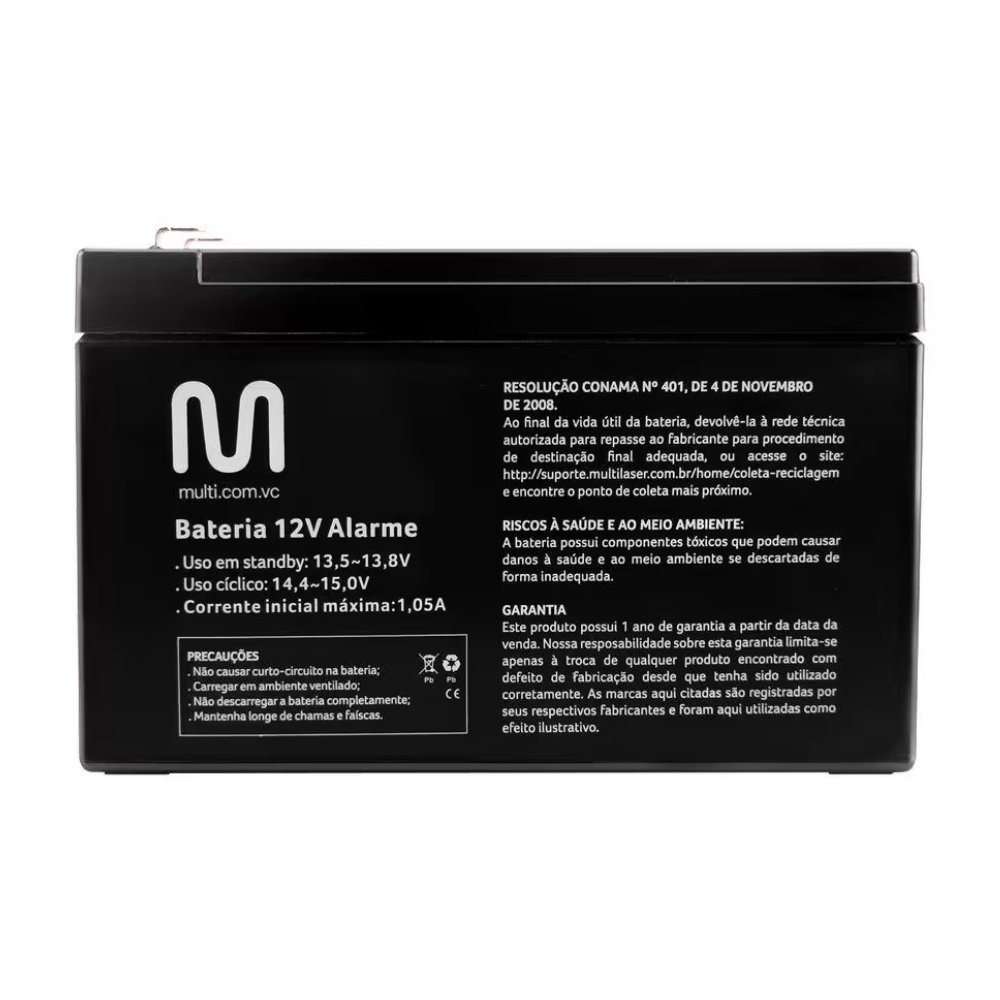 M
multi.com.vc
Bateria 12V Alarme
. Uso em standby: 13,5~13,8V
. Uso cíclico: 14,4~15,0V
. Corrente inicial máxima:1,05A
PRECAUÇÕES
. Não causar curto-circuito na bateria;
. Carregar em ambiente ventilado;
. Não descarregar a bateria completamente;
. Mantenha longe de chamas e faíscas.
Pb Pb
CE
RESOLUÇÃO CONAMA Nº 401, DE 4 DE NOVEMBRO
DE 2008.
Ao final da vida útil da bateria, devolvê-la à rede técnica
autorizada para repasse ao fabricante para procedimento
de destinação final adequada, ou acesse o site:
http://suporte.multilaser.com.br/home/coleta-reciclagem
e encontre o ponto de coleta mais próximo.
RISCOS À SAÚDE E AO MEIO AMBIENTE:
A bateria possui componentes tóxicos que podem causar
danos à saúde e ao meio ambiente se descartadas de
forma inadequada.
GARANTIA
Este produto possui 1 ano de garantia a partir da data da
venda. Nossa resposabilidade sobre esta garantia limita-se
apenas à troca de qualquer produto encontrado com
defeito de fabricação desde que tenha sido utilizado
corretamente. As marcas aqui citadas são registradas por
seus respectivos fabricantes e foram aqui utilizadas como
efeito ilustrativo.